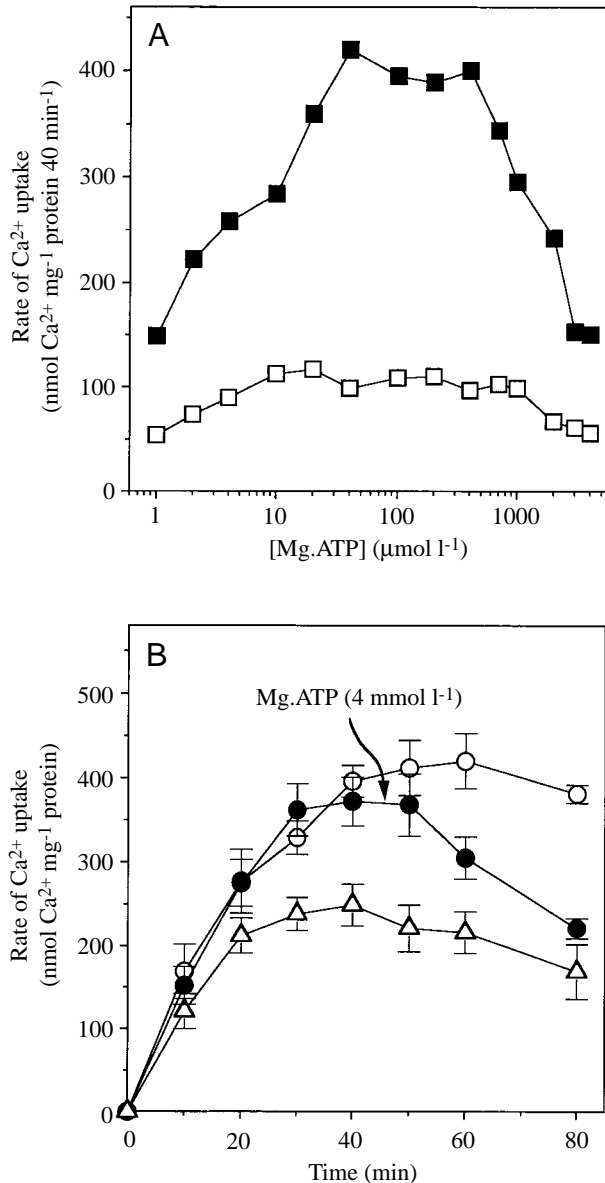 A
Rate of Ca2+ uptake
(nmol Ca2+ mg-1 protein 40 min-1)
400
300
200
100
0
1 10 100 1000
[Mg.ATP] (μmol l-1)
B
Mg.ATP (4 mmol l-1)
Rate of Ca2+ uptake
(nmol Ca2+ mg-1 protein)
500
400
300
200
100
0
0 20 40 60 80
Time (min)